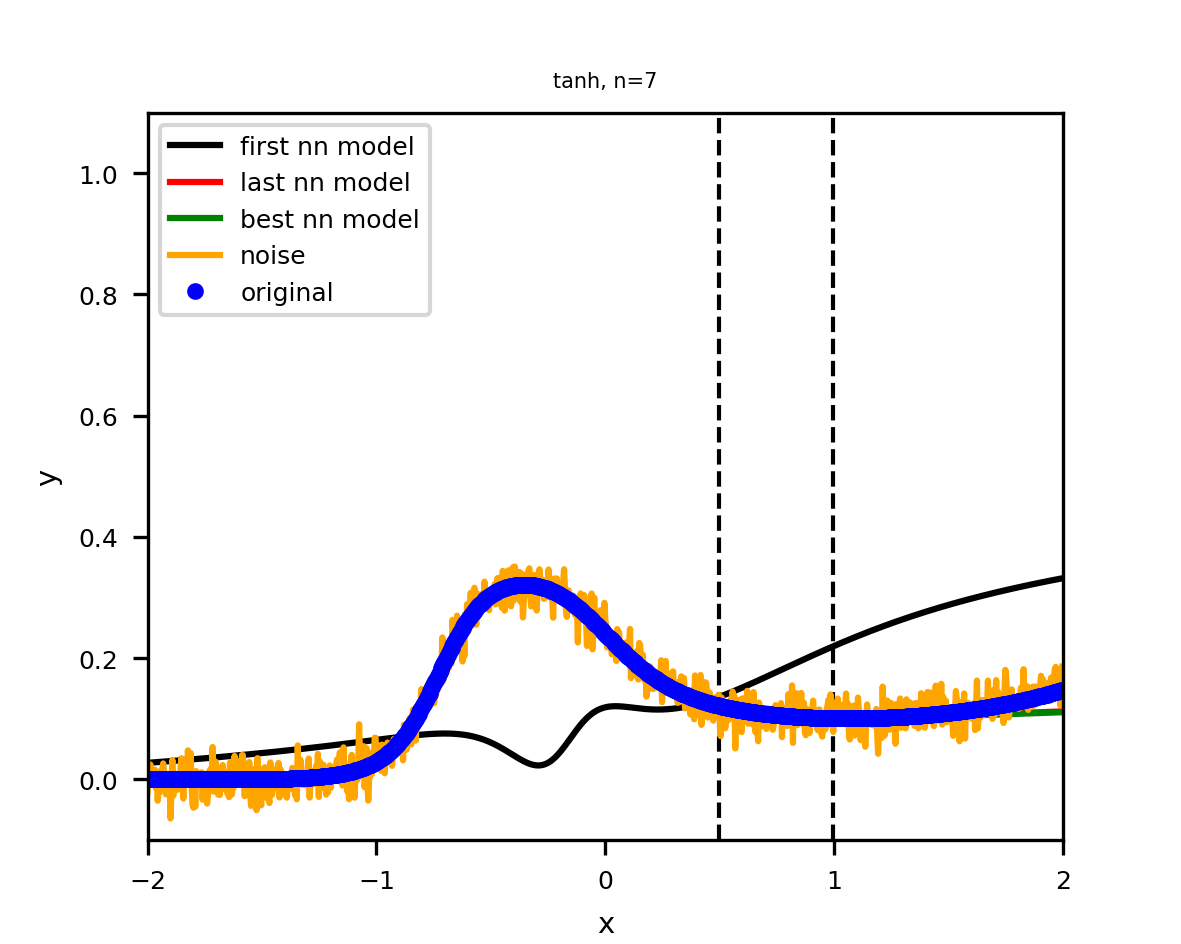 tanh, n=7
first nn model
last nn model
best nn model
noise
original
1.0
0.8
0.6
0.4
0.2
0.0
y
−2
−1
0
1
2
x